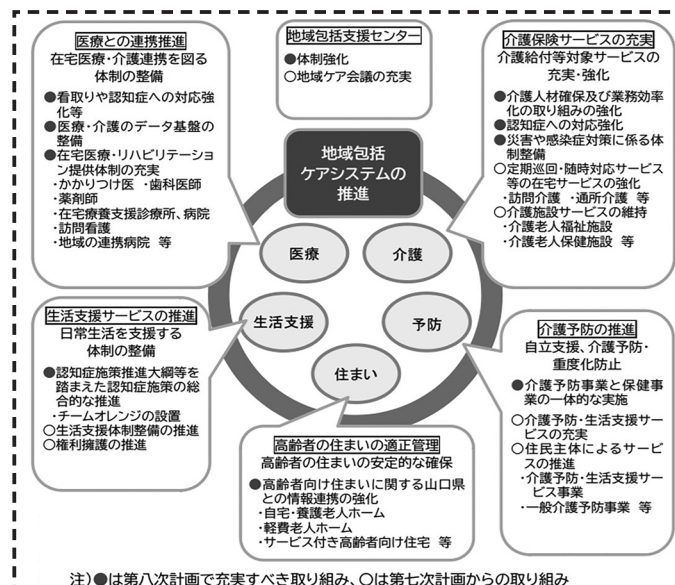 医療との連携推進
在宅医療・介護連携を図る
体制の整備
●看取りや認知症への対応強
化等
●医療・介護のデータ基盤の
整備
●在宅医療・リハビリテーショ
ン提供体制の充実
・かかりつけ医 ・歯科医師
・薬剤師
・在宅療養支援診療所、病院
・訪問看護
・地域の連携病院 等
地域包括支援センター
●体制強化
○地域ケア会議の充実
介護保険サービスの充実
介護給付等対象サービスの
充実・強化
●介護人材確保及び業務効率
化の取り組みの強化
●認知症への対応強化
●災害や感染症対策に係る体
制整備
○定期巡回・随時対応サービス
等の在宅サービスの強化
・訪問介護 ・通所介護 等
○介護施設サービスの維持
・介護老人福祉施設
・介護老人保健施設 等
地域包括
ケアシステムの
推進
医療
介護
生活支援
予防
住まい
生活支援サービスの推進
日常生活を支援する
体制の整備
●認知症施策推進大綱等を
踏まえた認知症施策の総
合的な推進
・チームオレンジの設置
○生活支援体制整備の推進
○権利擁護の推進
介護予防の推進
自立支援、介護予防・
重度化防止
●介護予防事業と保健事
業の一体的な実施
○介護予防・生活支援サー
ビスの充実
○住民主体によるサービ
スの推進
・介護予防・生活支援サー
ビス事業
・一般介護予防事業 等
高齢者の住まいの適正管理
高齢者の住まいの安定的な確保
●高齢者向け住まいに関する山口県
との情報連携の強化
・自宅・養護老人ホーム
・軽費老人ホーム
・サービス付き高齢者向け住宅 等
注)●は第八次計画で充実すべき取り組み、○は第七次計画からの取り組み